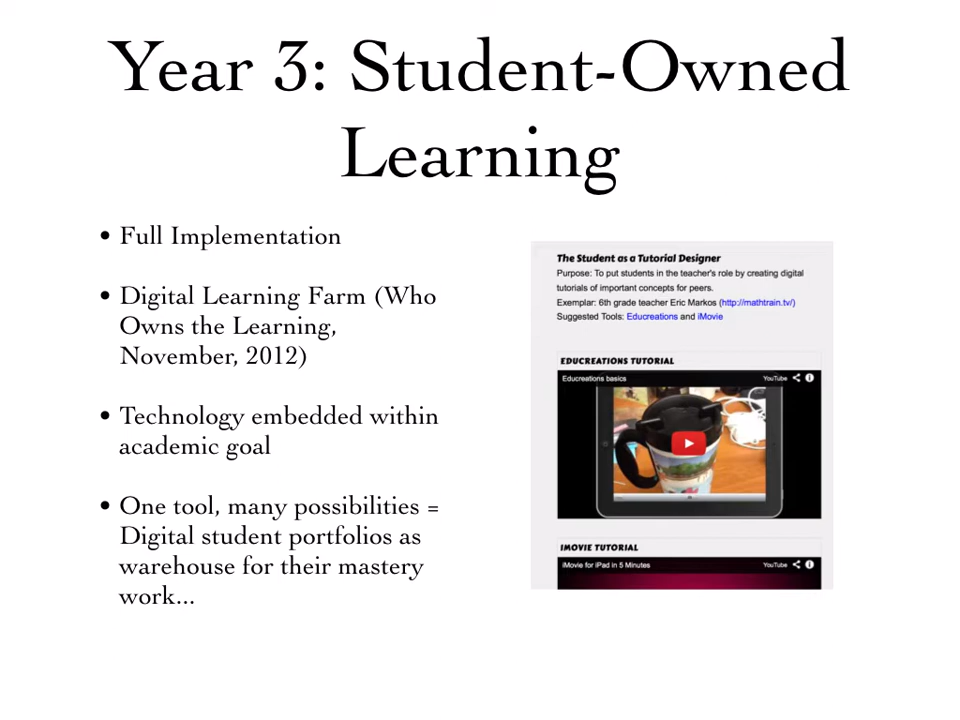 Year 3: Student-Owned
Learning
• Full Implementation
• Digital Learning Farm (Who
Owns the Learning,
November, 2012)
• Technology embedded within
academic goal
• One tool, many possibilities =
Digital student portfolios as
warehouse for their mastery
work...
The Student as a Tutorial Designer
Purpose: To put students in the teacher's role by creating digital
tutorials of important concepts for peers.
Exemplar: 6th grade teacher Eric Markos (http://mathtrain.tv/)
Suggested Tools: Educreations and iMovie
EDUCREATIONS TUTORIAL
Educreations basics YouTube
IMOVIE TUTORIAL
iMovie for iPad in 5 Minutes YouTube